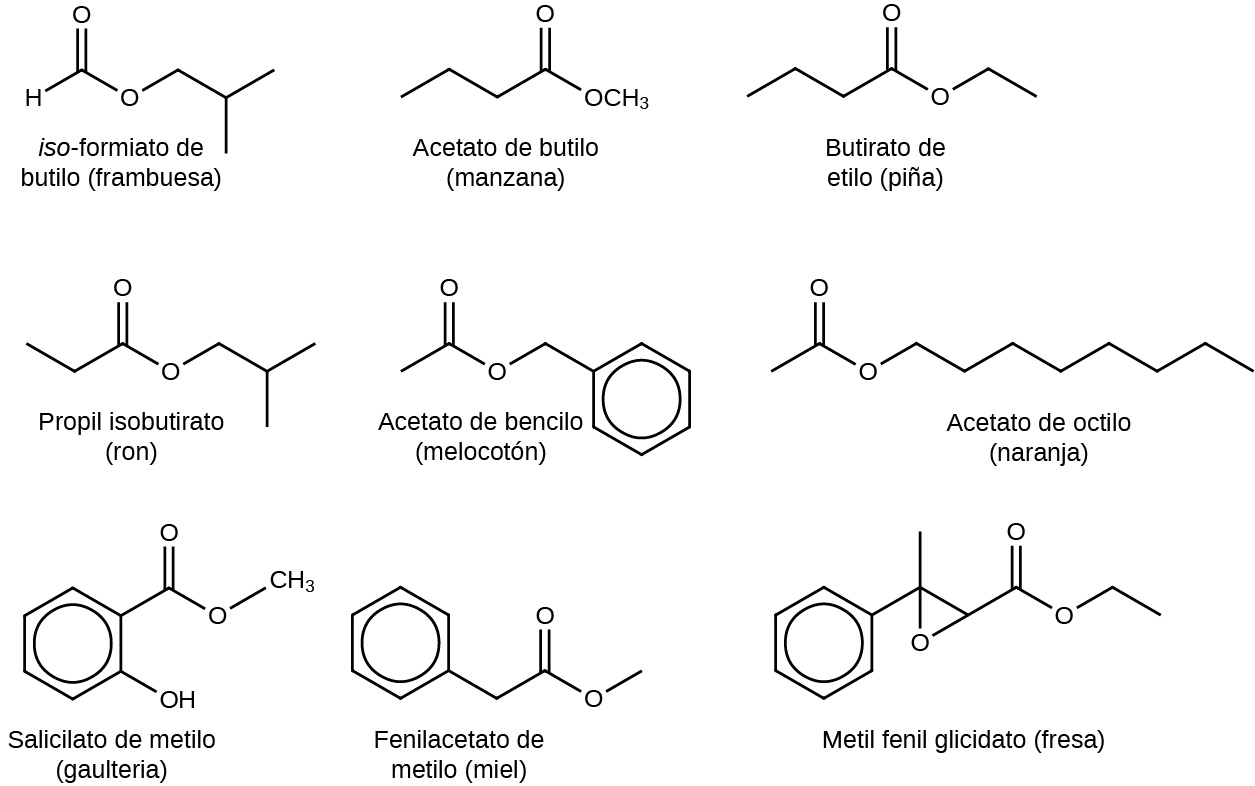 O
O
O
H
O
OCH₃
O
iso-formiato de
butilo (frambuesa)
Acetato de butilo
(manzana)
Butirato de
etilo (piña)
O
O
O
O
O
O
Propil isobutirato
(ron)
Acetato de bencilo
(melocotón)
Acetato de octilo
(naranja)
O
CH₃
O
OH
O
O
O
O
O
Salicilato de metilo
(gaulteria)
Fenilacetato de
metilo (miel)
Metil fenil glicidato (fresa)